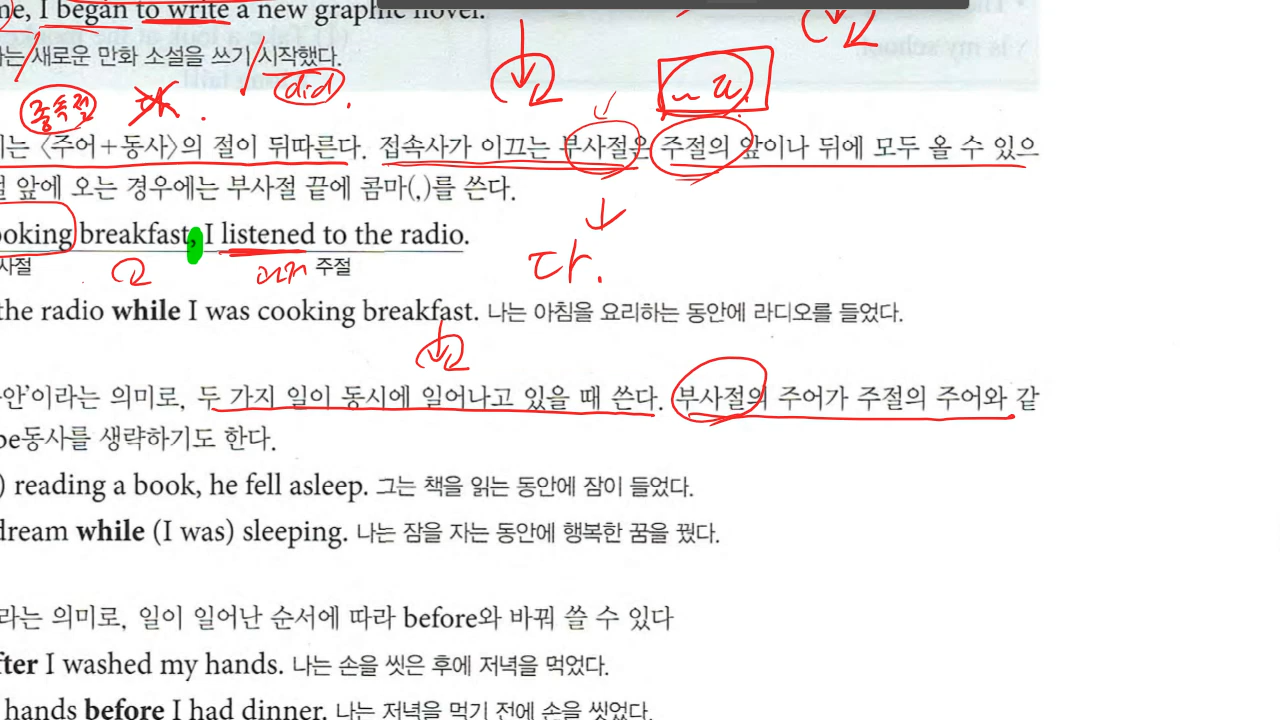 ne, I began to write a new graphic novel.
라는 새로운 만화 소설을 쓰기 시작했다.
did
종속절
에는 〈주어+동사〉의 절이 뒤따른다. 접속사가 이끄는 부사절은 주절의 앞이나 뒤에 모두 올 수 있으
절 앞에 오는 경우에는 부사절 끝에 콤마(,)를 쓴다.
ooking breakfast, I listened to the radio.
사절 주절
다.
the radio while I was cooking breakfast. 나는 아침을 요리하는 동안에 라디오를 들었다.
안'이라는 의미로, 두 가지 일이 동시에 일어나고 있을 때 쓴다. 부사절의 주어가 주절의 주어와 같
be동사를 생략하기도 한다.
) reading a book, he fell asleep. 그는 책을 읽는 동안에 잠이 들었다.
dream while (I was) sleeping. 나는 잠을 자는 동안에 행복한 꿈을 꿨다.
라는 의미로, 일이 일어난 순서에 따라 before와 바꿔 쓸 수 있다
fter I washed my hands. 나는 손을 씻은 후에 저녁을 먹었다.
hands before I had dinner. 나는 저녁을 먹기 전에 손을 씻었다.